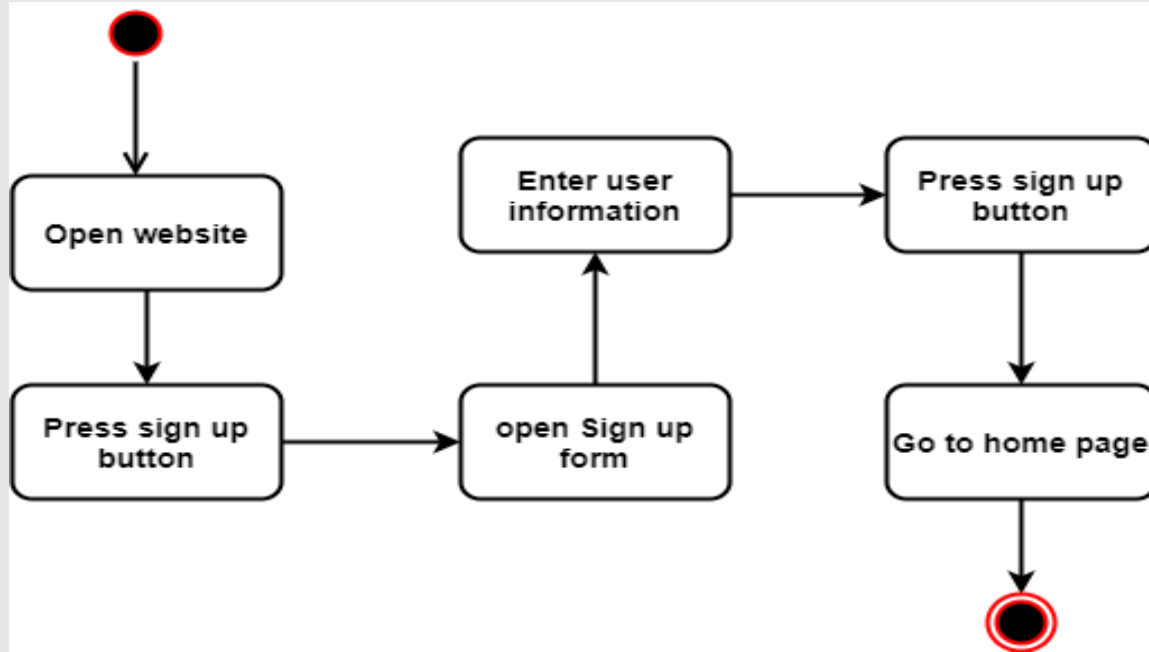 Open website
Press sign up
button
open Sign up
form
Enter user
information
Press sign up
button
Go to home page